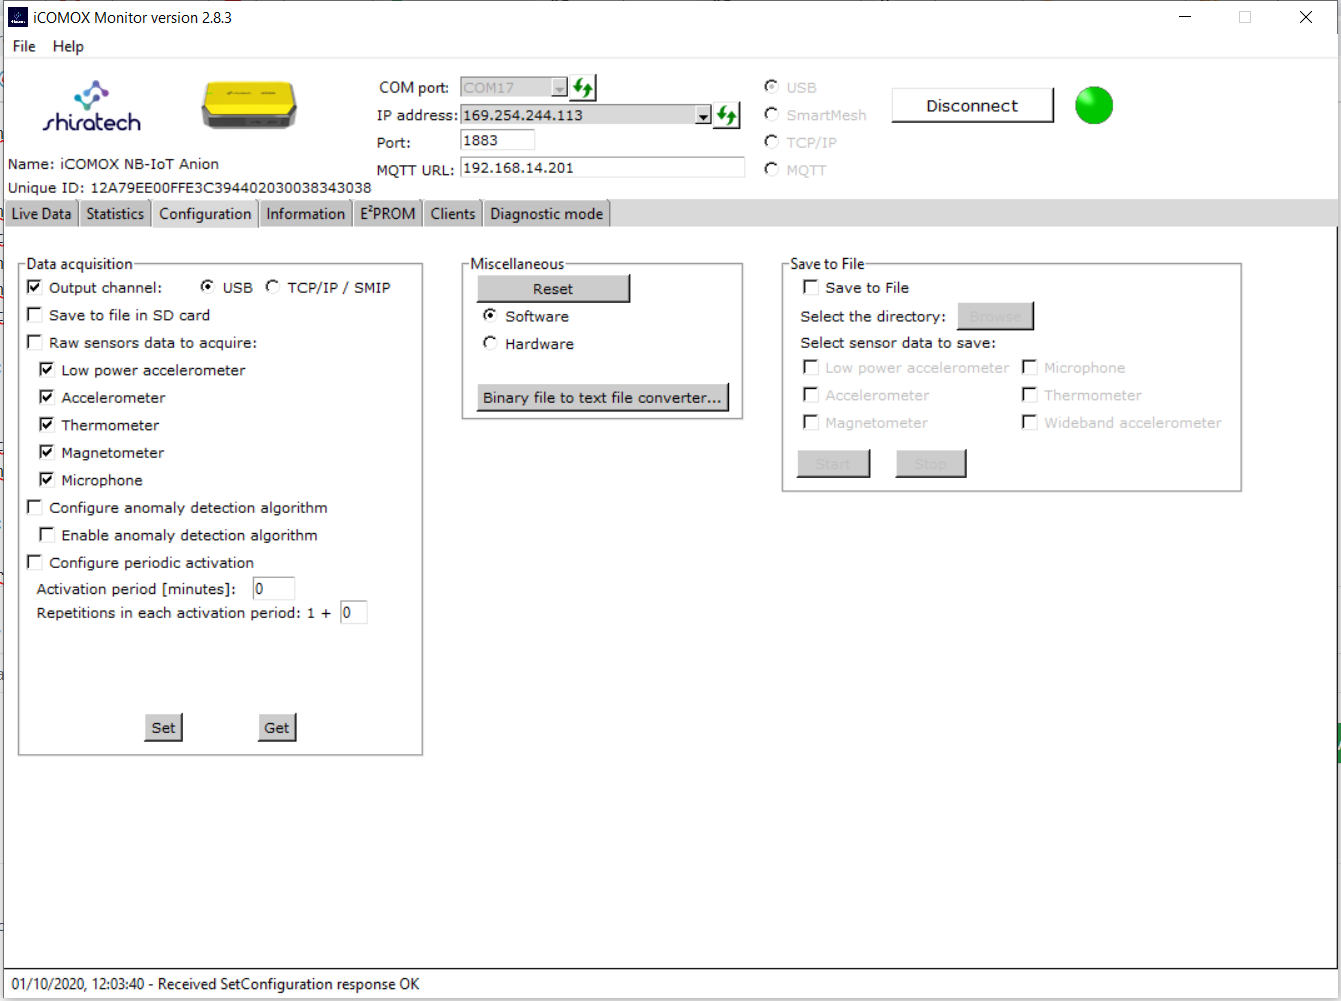 iCOMOX Monitor version 2.8.3
File Help
shiratech
COM port: COM17
IP address: 169.254.244.113
Port: 1883
MQTT URL: 192.168.14.201
USB
SmartMesh
TCP/IP
MQTT
Disconnect
Name: iCOMOX NB-IoT Anion
Unique ID: 12A79EE00FFE3C394402030038343038
Live Data Statistics Configuration Information E²PROM Clients Diagnostic mode
Data acquisition
Output channel: USB TCP/IP / SMIP
Save to file in SD card
Raw sensors data to acquire:
Low power accelerometer
Accelerometer
Thermometer
Magnetometer
Microphone
Configure anomaly detection algorithm
Enable anomaly detection algorithm
Configure periodic activation
Activation period [minutes]: 0
Repetitions in each activation period: 1 + 0
Set Get
Miscellaneous
Reset
Software
Hardware
Binary file to text file converter...
Save to File
Save to File
Select the directory: Browse
Select sensor data to save:
Low power accelerometer Microphone
Accelerometer Thermometer
Magnetometer Wideband accelerometer
Start Stop
01/10/2020, 12:03:40 - Received SetConfiguration response OK